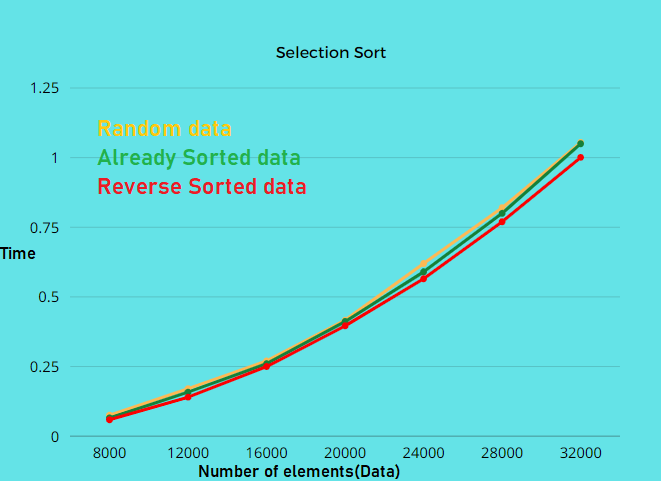 Selection Sort
1.25
Random data
Already Sorted data
1
Reverse Sorted data
0.75
Time
0.5
0.25
0
8000 12000 16000 20000 24000 28000 32000
Number of elements(Data)